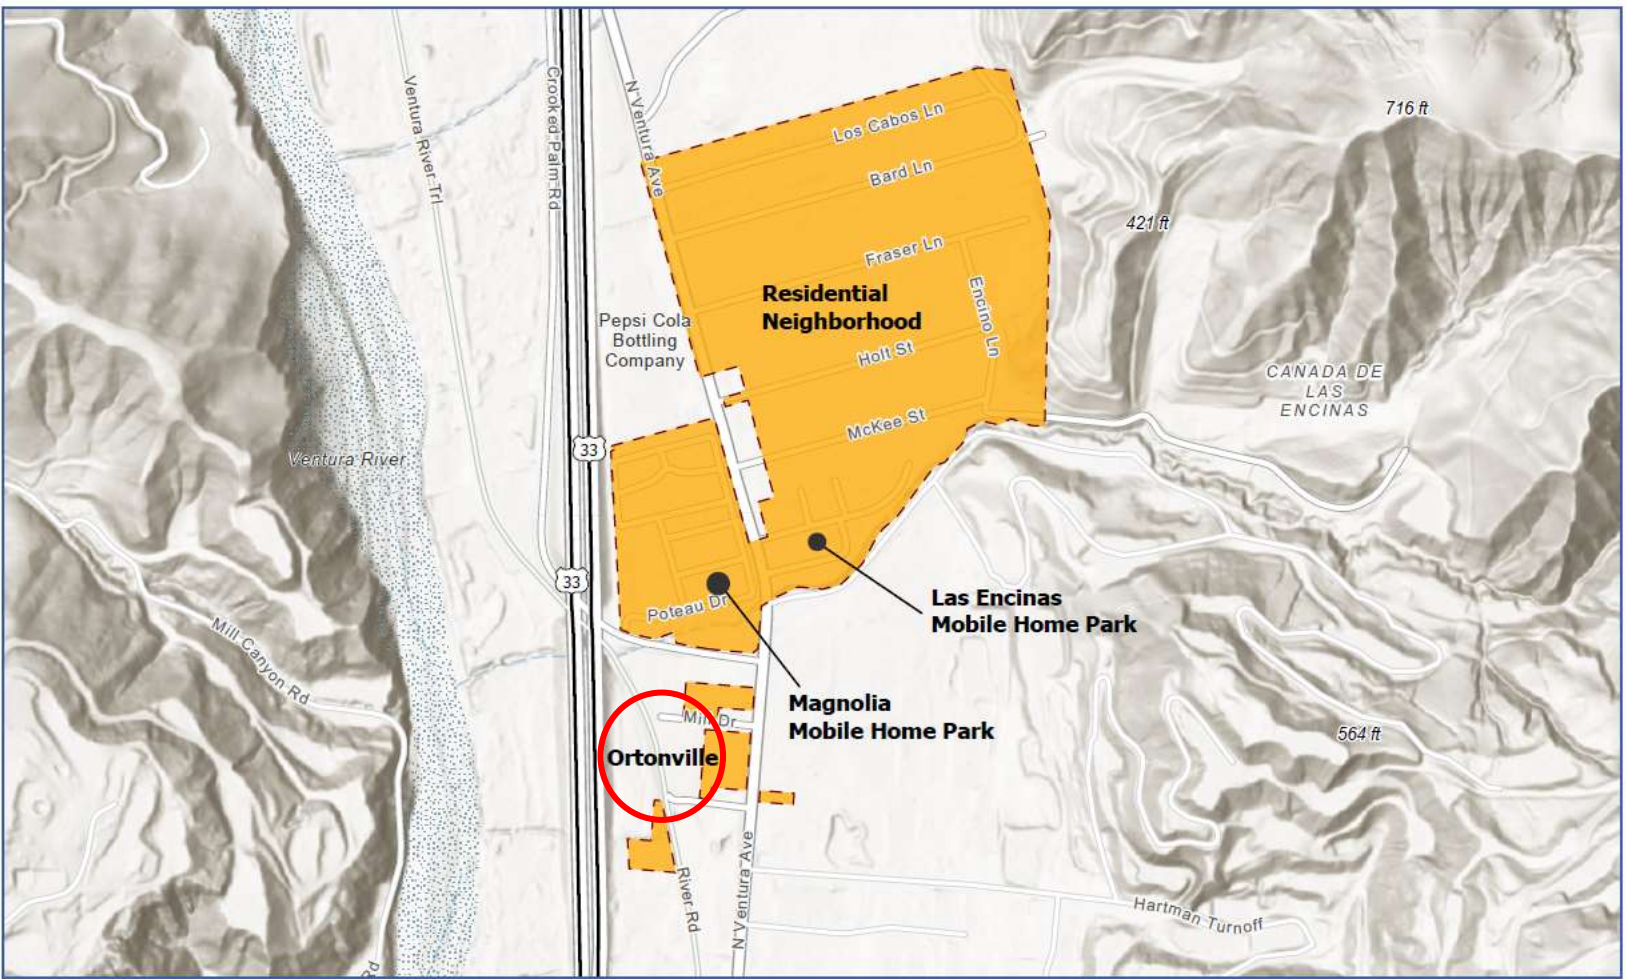 716 ft
Los Cabos Ln
Ventura River Trl
Crooked Palm Rd
N Ventura Ave
Bard Ln
421 ft
Fraser Ln
Residential
Neighborhood
Encino Ln
Pepsi Cola
Bottling
Company
Holt St
CAÑADA DE
LAS
ENCINAS
McKee St
33
Ventura River
33
Poteau Dr
Las Encinas
Mobile Home Park
Mill Canyon Rd
Magnolia
Mobile Home Park
Mill Dr
564 ft
Ortonville
River Rd
N Ventura Ave
Hartman Turnoff
Rd